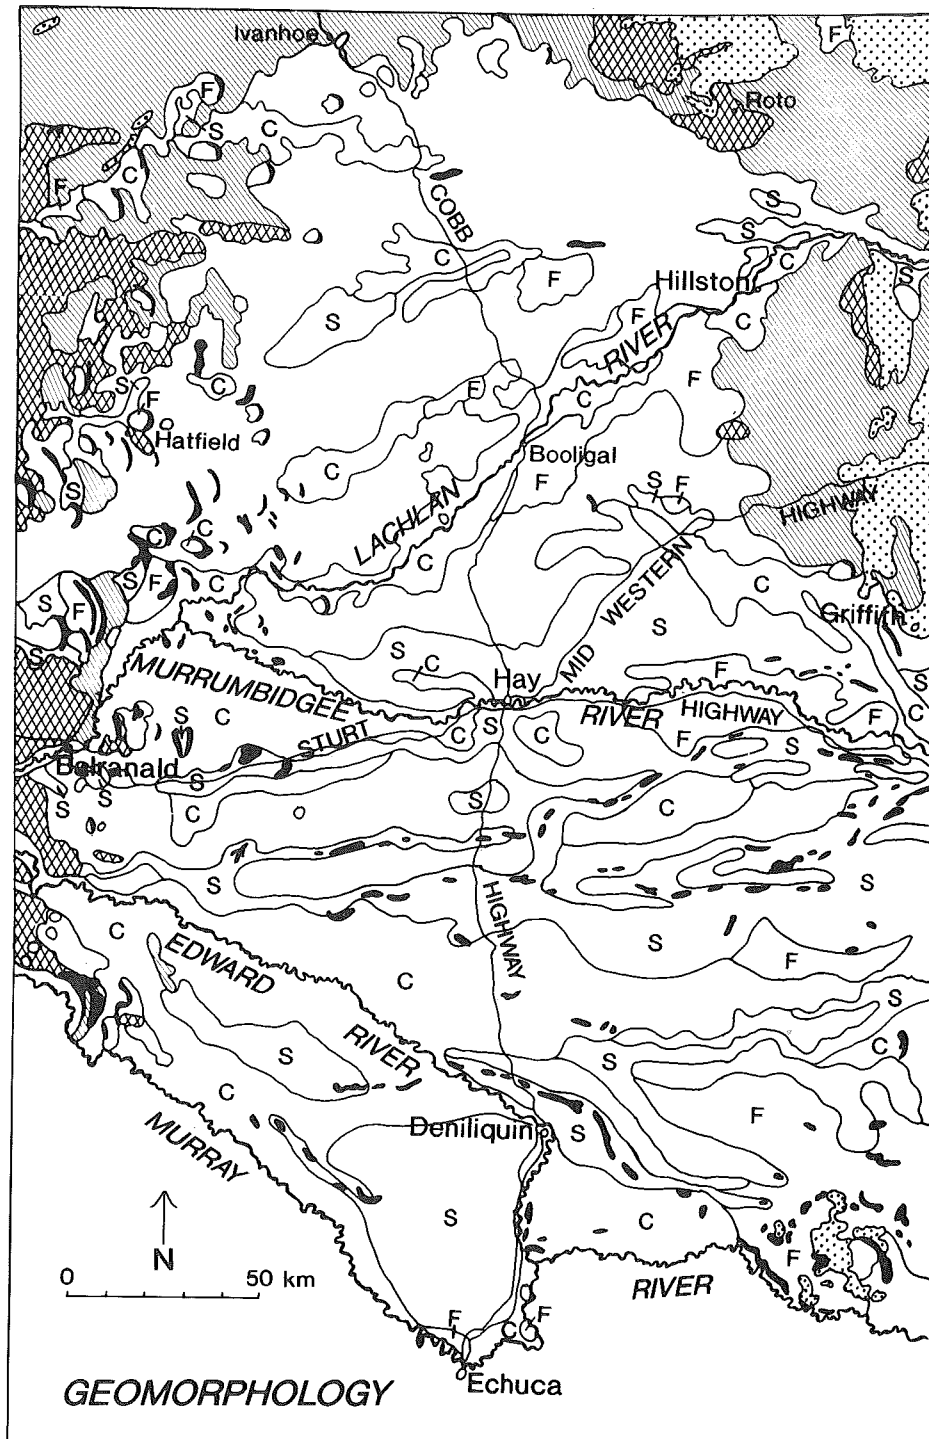 Ivanhoe
F
F
Roto
S
C
F
C
COBB
S
S
C
C
F
Hillston
S
S
F
C
RIVER
S
F
C
F
F
C
Hatfield
Booligal
C
F
S
F
S
HIGHWAY
LACHLAN
C
C
C
WESTERN
S
F
C
C
S
F
Griffith
S
S
S
C
MID
F
Hay
S
MURRUMBIDGEE
RIVER
HIGHWAY
F
C
S
C
STURT
C
S
C
F
S
Balranald
S
S
S
S
C
C
S
S
HIGHWAY
C
S
EDWARD
F
C
S
RIVER
S
S
C
C
F
MURRAY
Deniliquin
S
S
C
N
F
0 50 km
RIVER
F
F
C
Echuca
GEOMORPHOLOGY